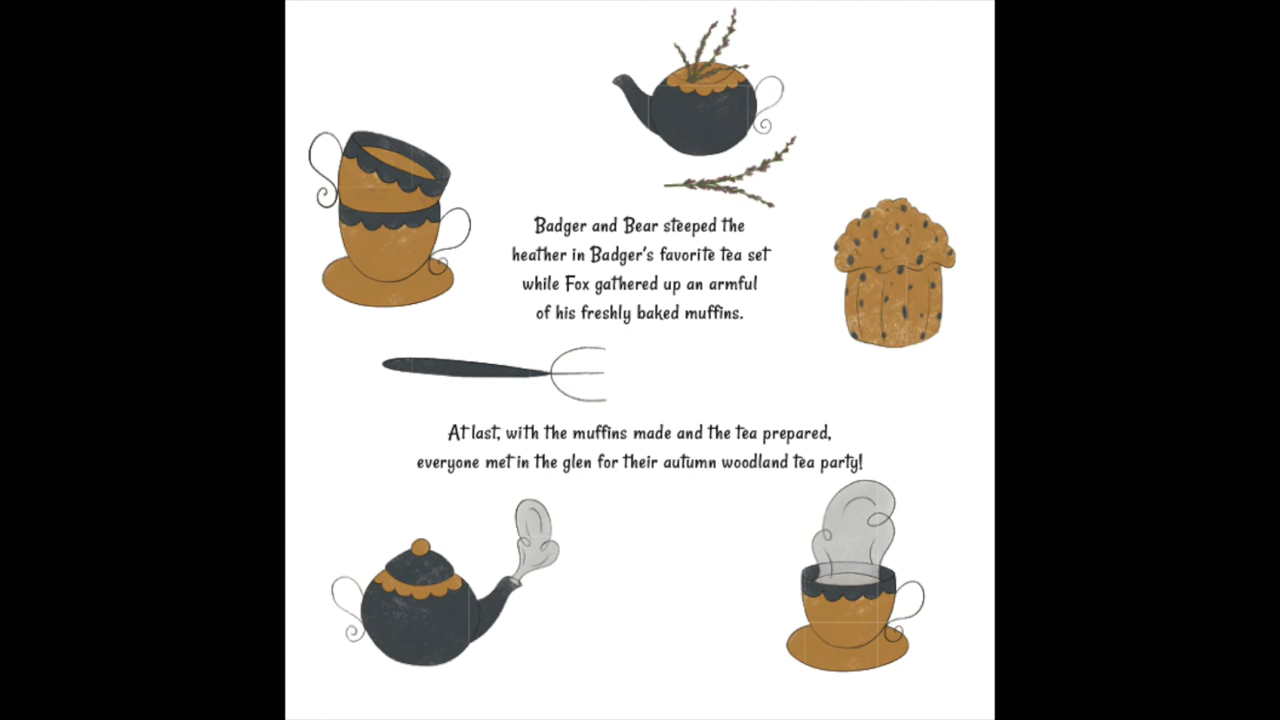 Badger and Bear steeped the
heather in Badger's favorite tea set
while Fox gathered up an armful
of his freshly baked muffins.
At last, with the muffins made and the tea prepared,
everyone met in the glen for their autumn woodland tea party!